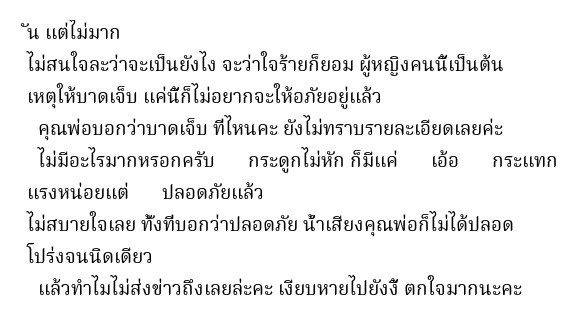 ัน แต่ไม่มาก
ไม่สนใจละว่าจะเป็นยังไง จะว่าใจร้ายก็ยอม ผู้หญิงคนนี้เป็นต้น
เหตุให้บาดเจ็บ แค่นี้ก็ไม่อยากจะให้อภัยอยู่แล้ว
คุณพ่อบอกว่าบาดเจ็บ ที่ไหนคะ ยังไม่ทราบรายละเอียดเลยค่ะ
ไม่มีอะไรมากหรอกครับ กระดูกไม่หัก ก็มีแค่ เอ้อ กระแทก
แรงหน่อยแต่ ปลอดภัยแล้ว
ไม่สบายใจเลย ทั้งที่บอกว่าปลอดภัย น้ำเสียงคุณพ่อก็ไม่ได้ปลอด
โปร่งจนนิดเดียว
แล้วทำไมไม่ส่งข่าวถึงเลยล่ะคะ เงียบหายไปยังงี้ ตกใจมากนะคะ